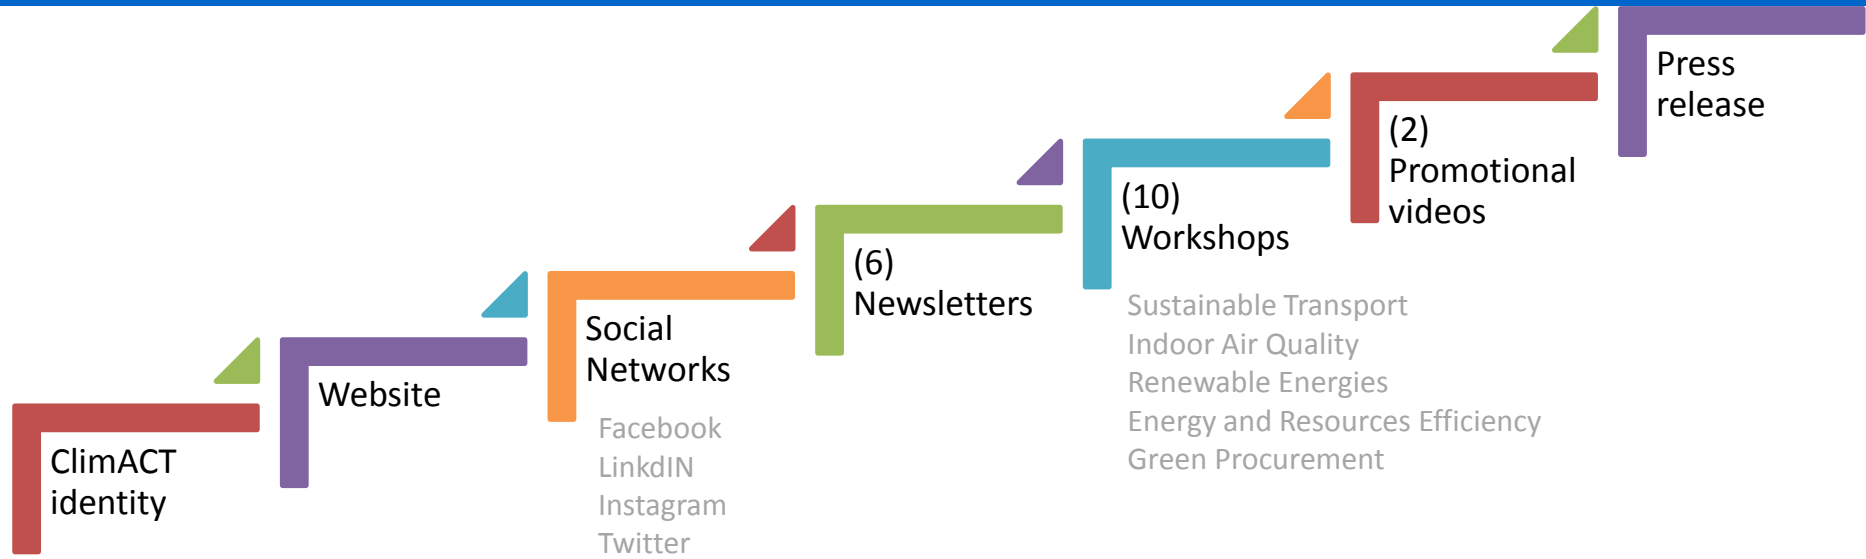 ClimACT
identity
Website
Social
Networks
Facebook
LinkdIN
Instagram
Twitter
(6)
Newsletters
(10)
Workshops
Sustainable Transport
Indoor Air Quality
Renewable Energies
Energy and Resources Efficiency
Green Procurement
(2)
Promotional
videos
Press
release